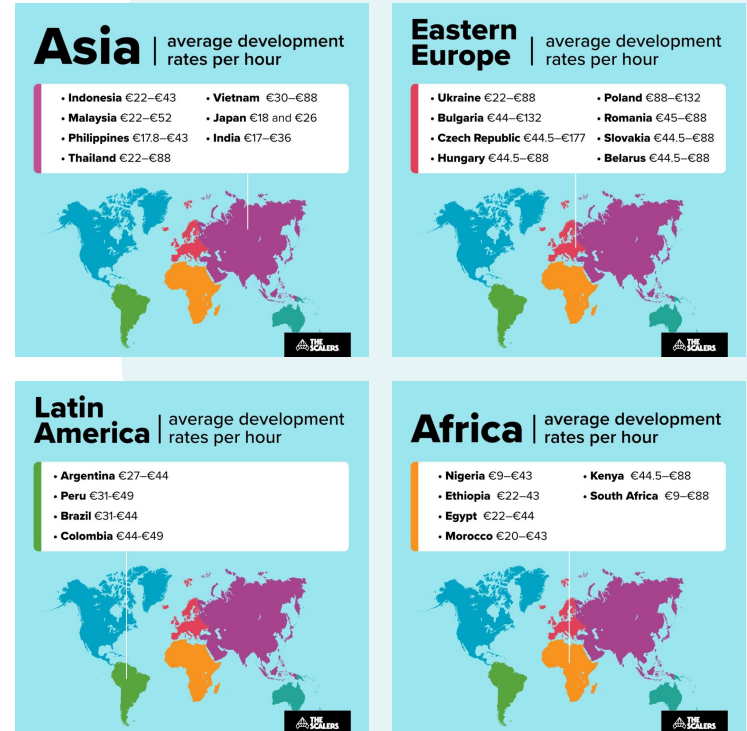 Asia | average development
rates per hour
• Indonesia €22–€43
• Malaysia €22–€52
• Philippines €17.8–€43
• Thailand €22–€88
• Vietnam €30–€88
• Japan €18 and €26
• India €17–€36
THE
SCALERS
Eastern
Europe | average development
rates per hour
• Ukraine €22–€88
• Bulgaria €44–€132
• Czech Republic €44.5–€177
• Hungary €44.5–€88
• Poland €88–€132
• Romania €45–€88
• Slovakia €44.5–€88
• Belarus €44.5–€88
THE
SCALERS
Latin
America | average development
rates per hour
• Argentina €27–€44
• Peru €31-€49
• Brazil €31-€44
• Colombia €44-€49
THE
SCALERS
Africa | average development
rates per hour
• Nigeria €9–€43
• Ethiopia €22–43
• Egypt €22–€44
• Morocco €20–€43
• Kenya €44.5–€88
• South Africa €9–€88
THE
SCALERS